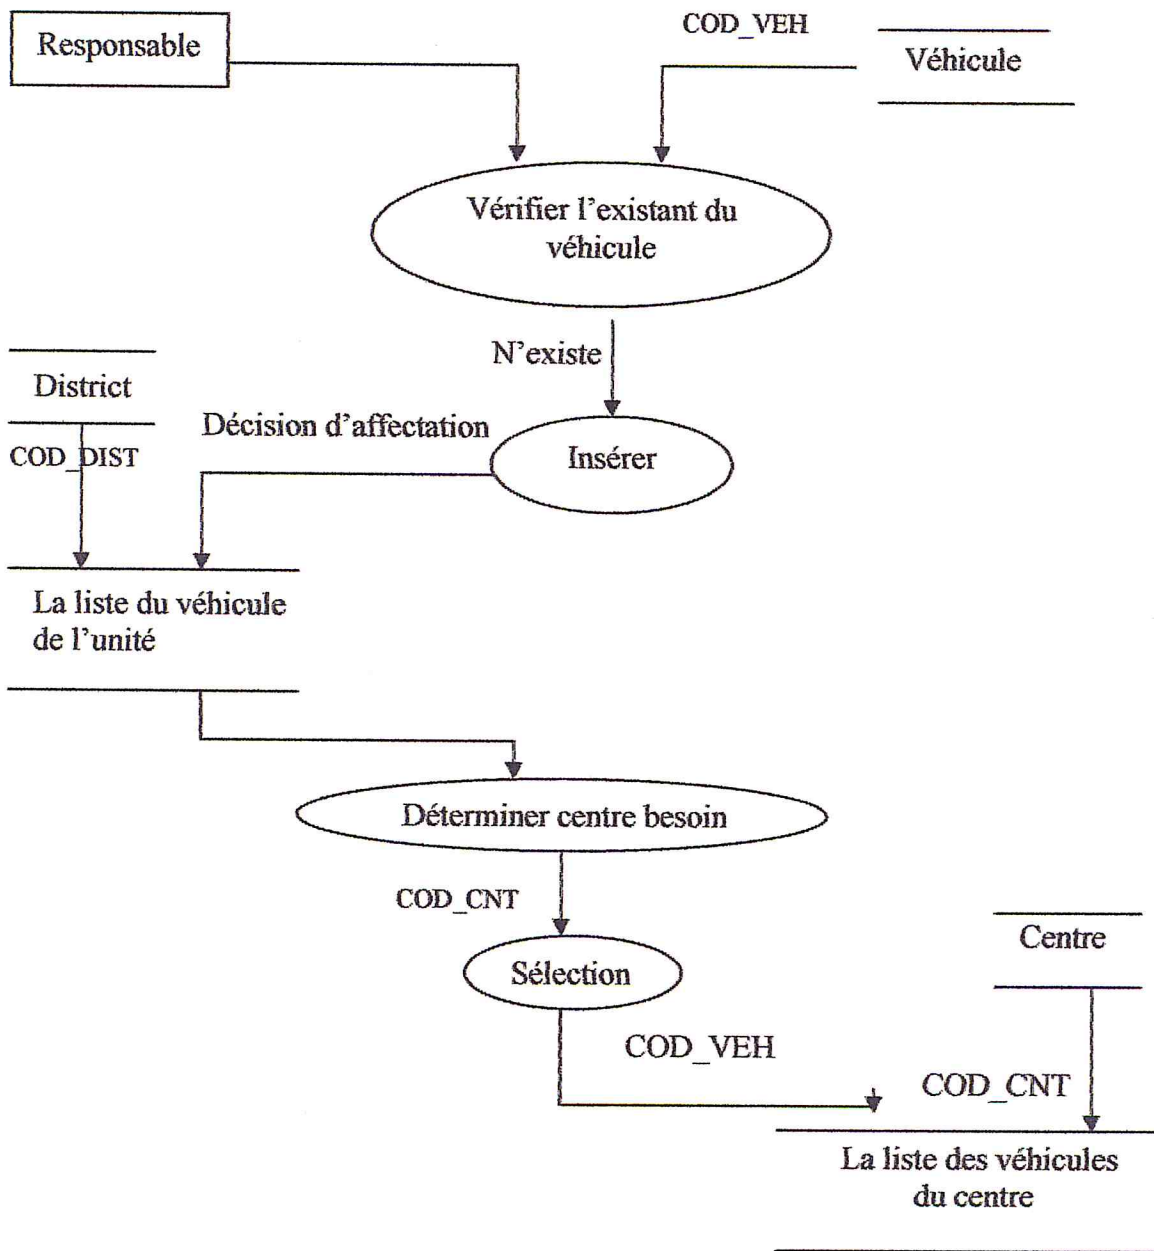 COD_VEH
Responsable
Véhicule
Vérifier l'existant du
véhicule
N'existe
District
Décision d'affectation
COD_DIST
Insérer
La liste du véhicule
de l'unité
Déterminer centre besoin
COD_CNT
Centre
Sélection
COD_VEH
COD_CNT
La liste des véhicules
du centre